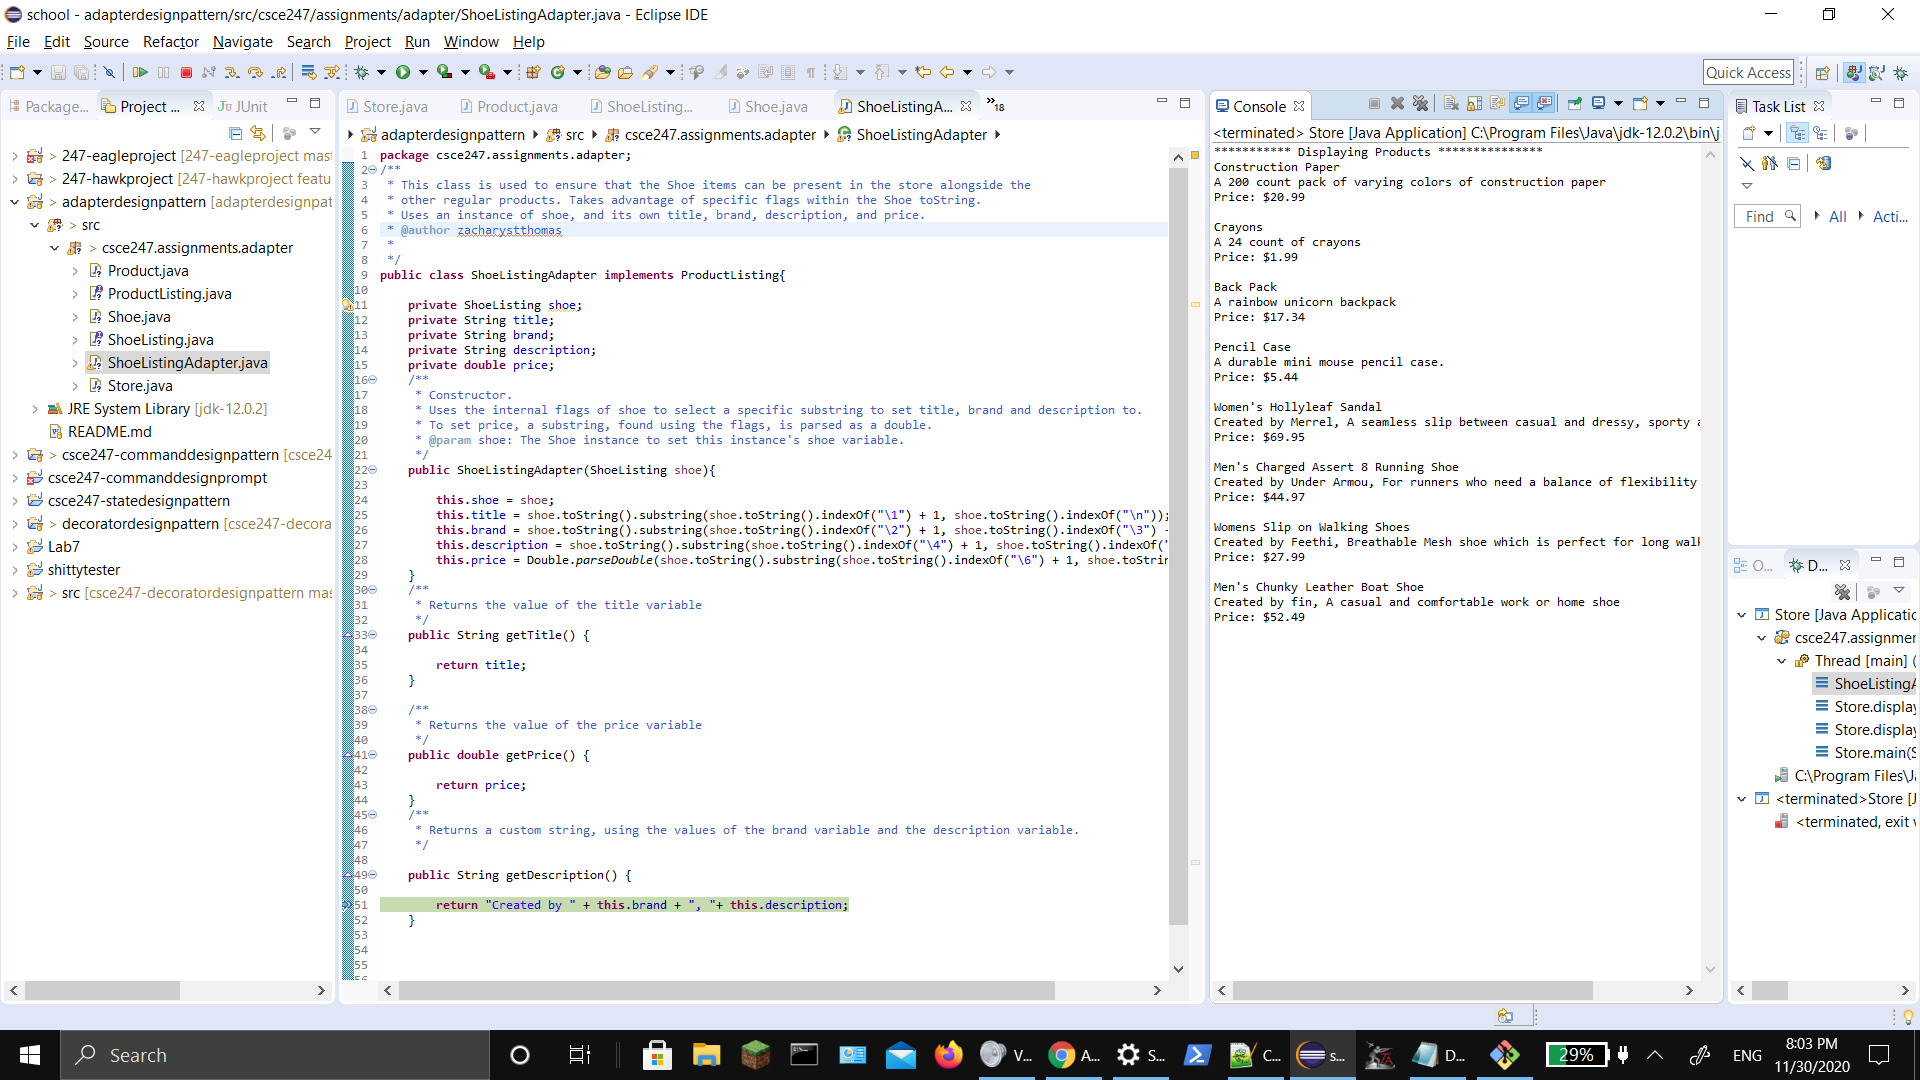 school - adapterdesignpattern/src/csce247/assignments/adapter/ShoeListingAdapter.java - Eclipse IDE
File Edit Source Refactor Navigate Search Project Run Window Help
Quick Access
Package... Project ... JUnit
> 247-eagleproject [247-eagleproject mas
> 247-hawkproject [247-hawkproject featu
> adapterdesignpattern [adapterdesignpat
> src
> csce247.assignments.adapter
Product.java
ProductListing.java
Shoe.java
ShoeListing.java
ShoeListingAdapter.java
Store.java
JRE System Library [jdk-12.0.2]
README.md
> csce247-commanddesignpattern [csce24
csce247-commanddesignprompt
csce247-statedesignpattern
> decoratordesignpattern [csce247-decora
> Lab7
shittytester
> src [csce247-decoratordesignpattern mas
Store.java Product.java ShoeListing... Shoe.java ShoeListingA... »18
adapterdesignpattern src csce247.assignments.adapter ShoeListingAdapter
1 package csce247.assignments.adapter;
2 /**
3 * This class is used to ensure that the Shoe items can be present in the store alongside the
4 * other regular products. Takes advantage of specific flags within the Shoe toString.
5 * Uses an instance of shoe, and its own title, brand, description, and price.
6 * @author zacharystthomas
7 *
8 */
9 public class ShoeListingAdapter implements ProductListing{
10
11 private ShoeListing shoe;
12 private String title;
13 private String brand;
14 private String description;
15 private double price;
16 /**
17 * Constructor.
18 * Uses the internal flags of shoe to select a specific substring to set title, brand and description to.
19 * To set price, a substring, found using the flags, is parsed as a double.
20 * @param shoe: The Shoe instance to set this instance's shoe variable.
21 */
22 public ShoeListingAdapter(ShoeListing shoe){
23
24 this.shoe = shoe;
25 this.title = shoe.toString().substring(shoe.toString().indexOf("\1") + 1, shoe.toString().indexOf("\n"));
26 this.brand = shoe.toString().substring(shoe.toString().indexOf("\2") + 1, shoe.toString().indexOf("\3") -
27 this.description = shoe.toString().substring(shoe.toString().indexOf("\4") + 1, shoe.toString().indexOf("
28 this.price = Double.parseDouble(shoe.toString().substring(shoe.toString().indexOf("\6") + 1, shoe.toStrin
29 }
30 /**
31 * Returns the value of the title variable
32 */
33 public String getTitle() {
34
35 return title;
36 }
37
38 /**
39 * Returns the value of the price variable
40 */
41 public double getPrice() {
42
43 return price;
44 }
45 /**
46 * Returns a custom string, using the values of the brand variable and the description variable.
47 */
48
49 public String getDescription() {
50
51 return "Created by " + this.brand + ", "+ this.description;
52 }
53
54
55
Console
<terminated> Store [Java Application] C:\Program Files\Java\jdk-12.0.2\bin\j
*********** Displaying Products ***************
Construction Paper
A 200 count pack of varying colors of construction paper
Price: $20.99
Crayons
A 24 count of crayons
Price: $1.99
Back Pack
A rainbow unicorn backpack
Price: $17.34
Pencil Case
A durable mini mouse pencil case.
Price: $5.44
Women's Hollyleaf Sandal
Created by Merrel, A seamless slip between casual and dressy, sporty a
Price: $69.95
Men's Charged Assert 8 Running Shoe
Created by Under Armou, For runners who need a balance of flexibility
Price: $44.97
Womens Slip on Walking Shoes
Created by Feethi, Breathable Mesh shoe which is perfect for long walk
Price: $27.99
Men's Chunky Leather Boat Shoe
Created by fin, A casual and comfortable work or home shoe
Price: $52.49
Task List
Find All Acti...
O... D...
Store [Java Applicatio
csce247.assignmer
Thread [main] (
ShoeListingA
Store.display
Store.display
Store.main(S
C:\Program Files\Ja
<terminated>Store [J
<terminated, exit v
Search
V... A... S... C... s... D... 29% ENG
8:03 PM
11/30/2020